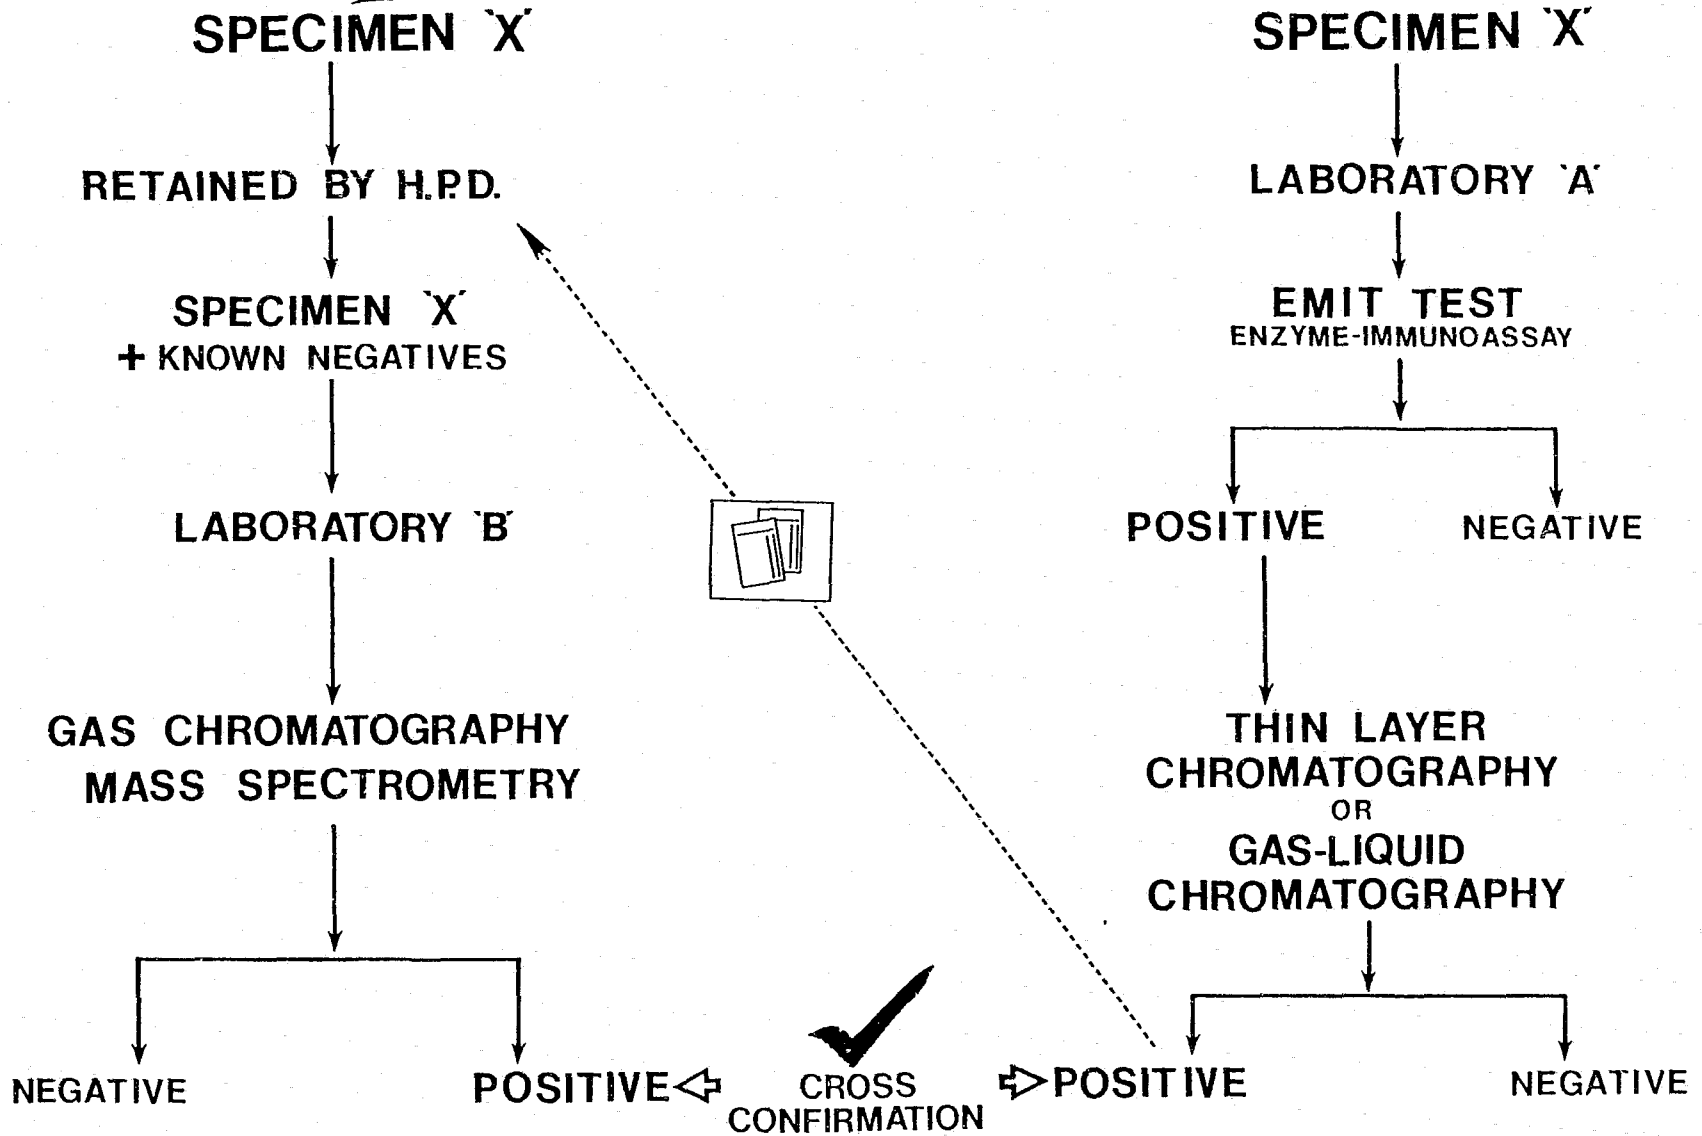 SPECIMEN 'X'
RETAINED BY H.P.D.
SPECIMEN 'X'
+ KNOWN NEGATIVES
LABORATORY 'B'
GAS CHROMATOGRAPHY
MASS SPECTROMETRY
NEGATIVE
POSITIVE
CROSS
CONFIRMATION
SPECIMEN 'X'
LABORATORY 'A'
EMIT TEST
ENZYME-IMMUNOASSAY
POSITIVE
NEGATIVE
THIN LAYER
CHROMATOGRAPHY
OR
GAS-LIQUID
CHROMATOGRAPHY
POSITIVE
NEGATIVE